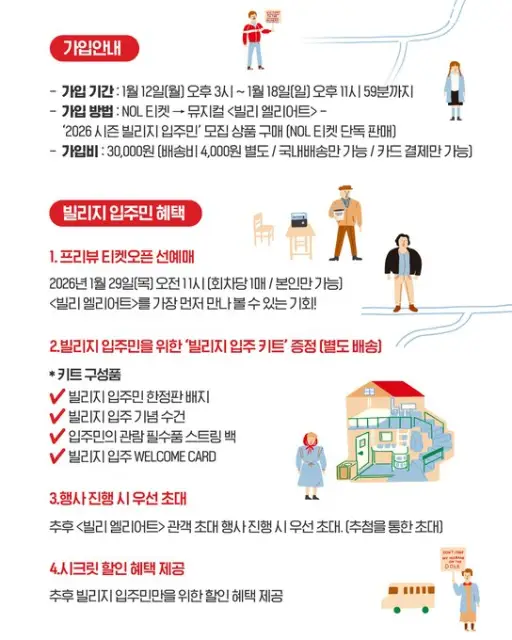 가입안내
- 가입 기간 : 1월 12일(월) 오후 3시 ~ 1월 18일(일) 오후 11시 59분까지
- 가입 방법 : NOL 티켓 → 뮤지컬 <빌리 엘리어트> -
'2026 시즌 빌리지 입주민' 모집 상품 구매 (NOL 티켓 단독 판매)
- 가입비 : 30,000원 (배송비 4,000원 별도 / 국내배송만 가능 / 카드 결제만 가능)
빌리지 입주민 혜택
1. 프리뷰 티켓오픈 선예매
2026년 1월 29일(목) 오전 11시 (회차당 1매 / 본인만 가능)
<빌리 엘리어트>를 가장 먼저 만나 볼 수 있는 기회!
2.빌리지 입주민을 위한 '빌리지 입주 키트' 증정 (별도 배송)
* 키트 구성품
✔ 빌리지 입주민 한정판 배지
✔ 빌리지 입주 기념 수건
✔ 입주민의 관람 필수품 스트링 백
✔ 빌리지 입주 WELCOME CARD
3.행사 진행 시 우선 초대
추후 <빌리 엘리어트> 관객 초대 행사 진행 시 우선 초대. (추첨을 통한 초대)
4.시크릿 할인 혜택 제공
추후 빌리지 입주민만을 위한 할인 혜택 제공